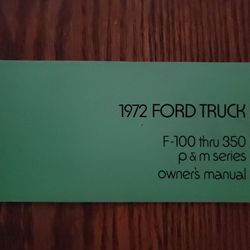 1972 FORD TRUCK
F-100 thru 350
p & m series
owner's manual